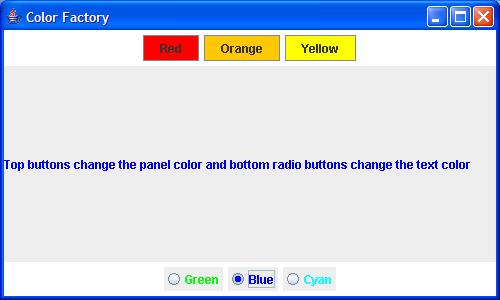 Color Factory
Red Orange Yellow
Top buttons change the panel color and bottom radio buttons change the text color
Green Blue Cyan